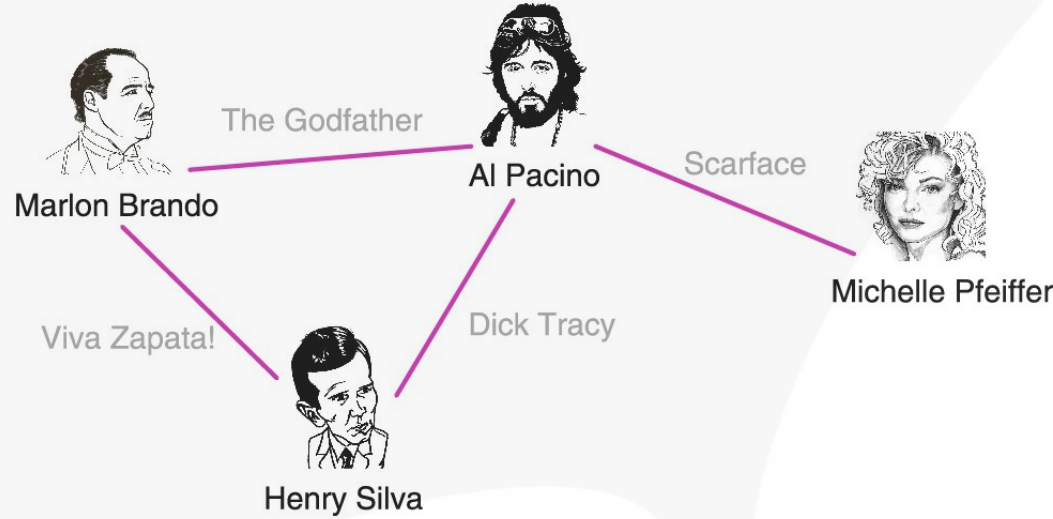 The Godfather
Al Pacino
Scarface
Marlon Brando
Michelle Pfeiffer
Viva Zapata!
Dick Tracy
Henry Silva